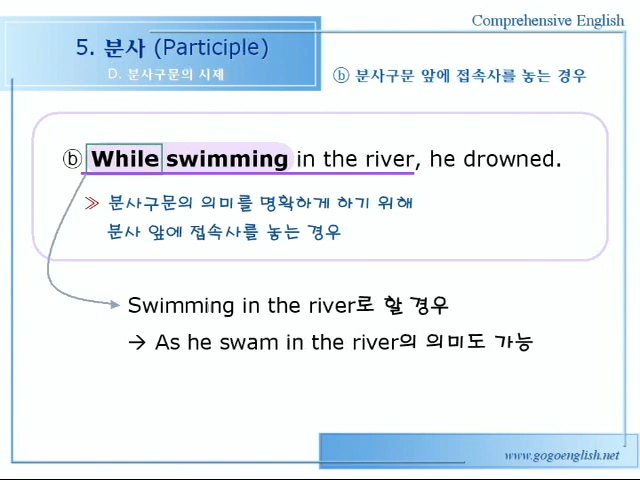 Comprehensive English
5. 분사 (Participle)
D. 분사구문의 시제
ⓑ 분사구문 앞에 접속사를 놓는 경우
ⓑ While swimming in the river, he drowned.
≫ 분사구문의 의미를 명확하게 하기 위해
분사 앞에 접속사를 놓는 경우
Swimming in the river로 할 경우
→ As he swam in the river의 의미도 가능
www.gogoenglish.net